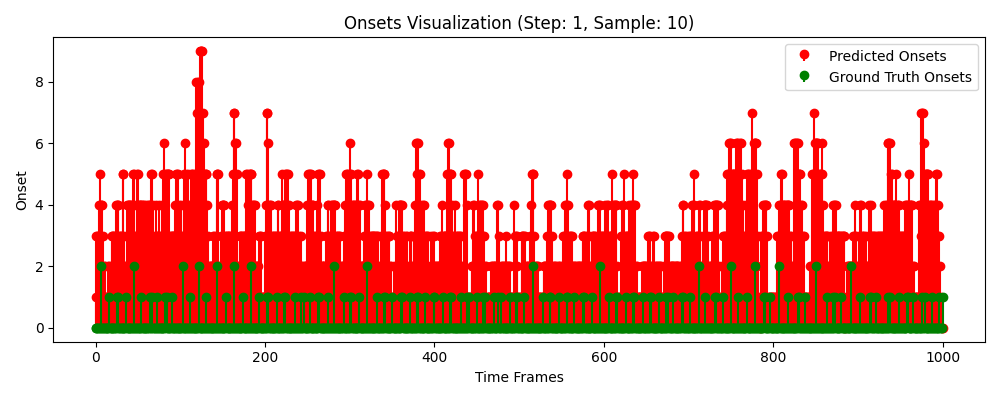 Onsets Visualization (Step: 1, Sample: 10)
Predicted Onsets
Ground Truth Onsets
Onset
8
6
4
2
0
0 200 400 600 800 1000
Time Frames